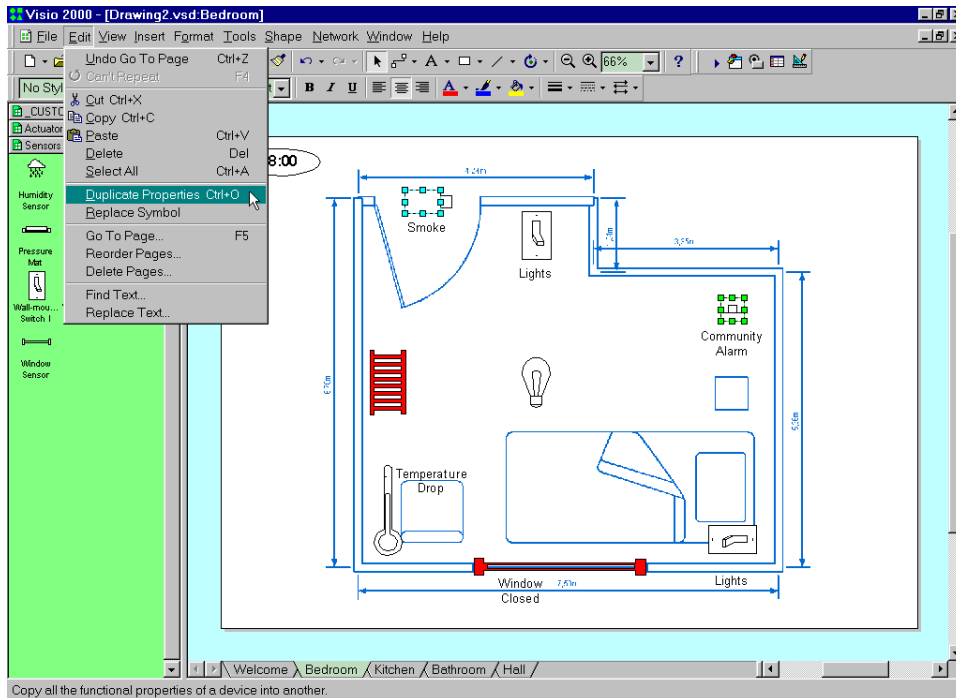 Visio 2000 - [Drawing2.vsd:Bedroom]
File Edit View Insert Format Tools Shape Network Window Help
66%
?
No Styl
B I U
A
Undo Go To Page Ctrl+Z
Can't Repeat F4
Cut Ctrl+X
Copy Ctrl+C
Paste Ctrl+V
Delete Del
Select All Ctrl+A
Duplicate Properties Ctrl+O
Replace Symbol
Go To Page... F5
Reorder Pages...
Delete Pages...
Find Text...
Replace Text...
_CUSTO
Actuator
Sensors
Humidity
Sensor
Pressure
Mat
Wall-mou...
Switch I
Window
Sensor
8:00
Smoke
Lights
3,25m
Community
Alarm
Temperature
Drop
Window
Closed
Lights
Welcome Bedroom Kitchen Bathroom Hall
Copy all the functional properties of a device into another.